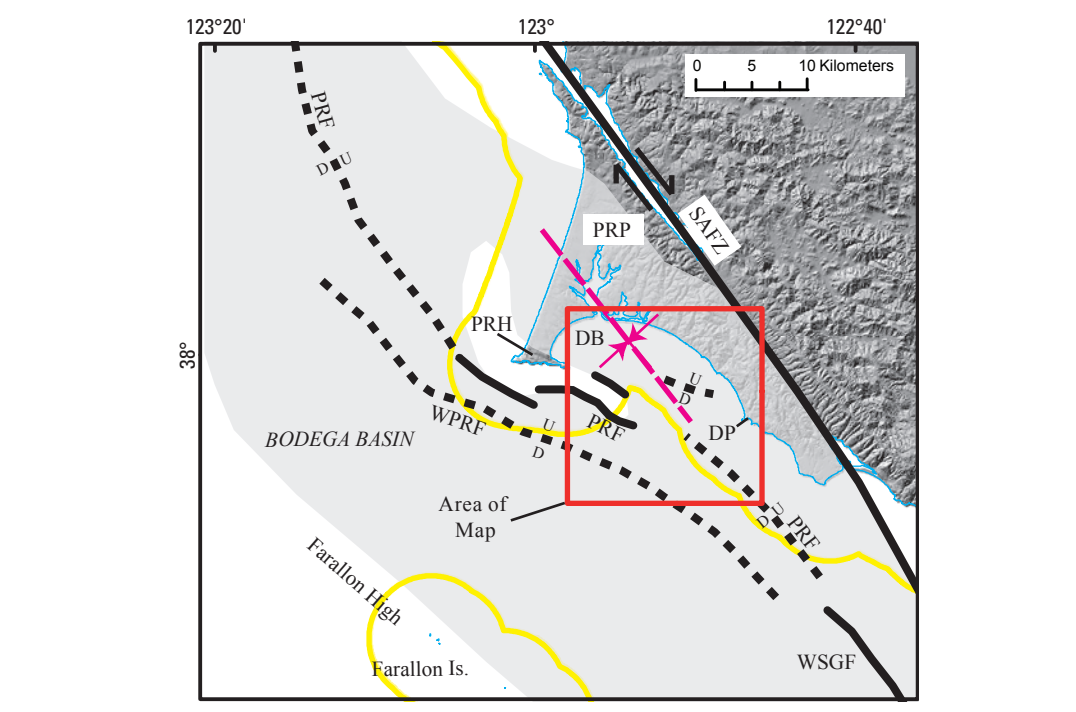 123°20'
123°
122°40'
0 5 10 Kilometers
PRF
D U
SAFZ
PRP
PRH
DB
38°
U
D
WPRF
U
D
PRF
DP
BODEGA BASIN
Area of
Map
U
D
PRF
Farallon High
Farallon Is.
WSGF